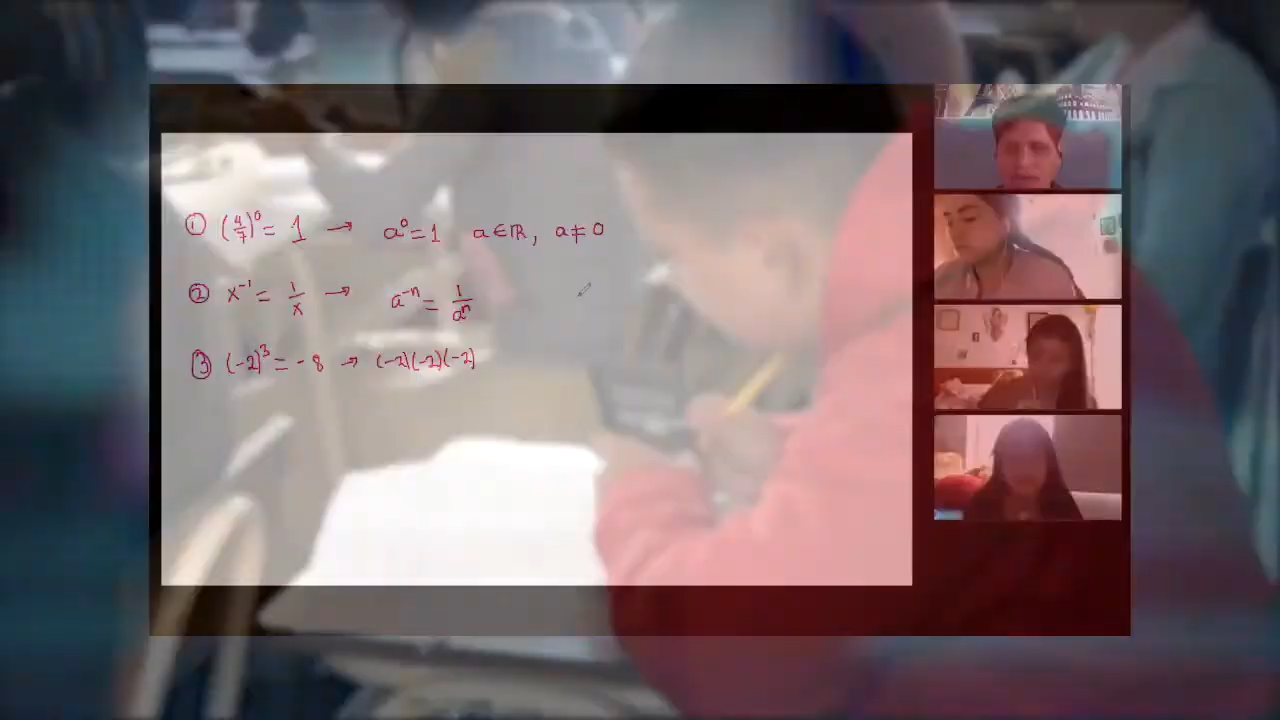 ① (4/7)⁰ = 1 → a⁰ = 1 a ∈ ℝ, a ≠ 0
② x⁻¹ = 1/x → a⁻ⁿ = 1/aⁿ
③ (-2)³ = -8 → (-2)(-2)(-2)